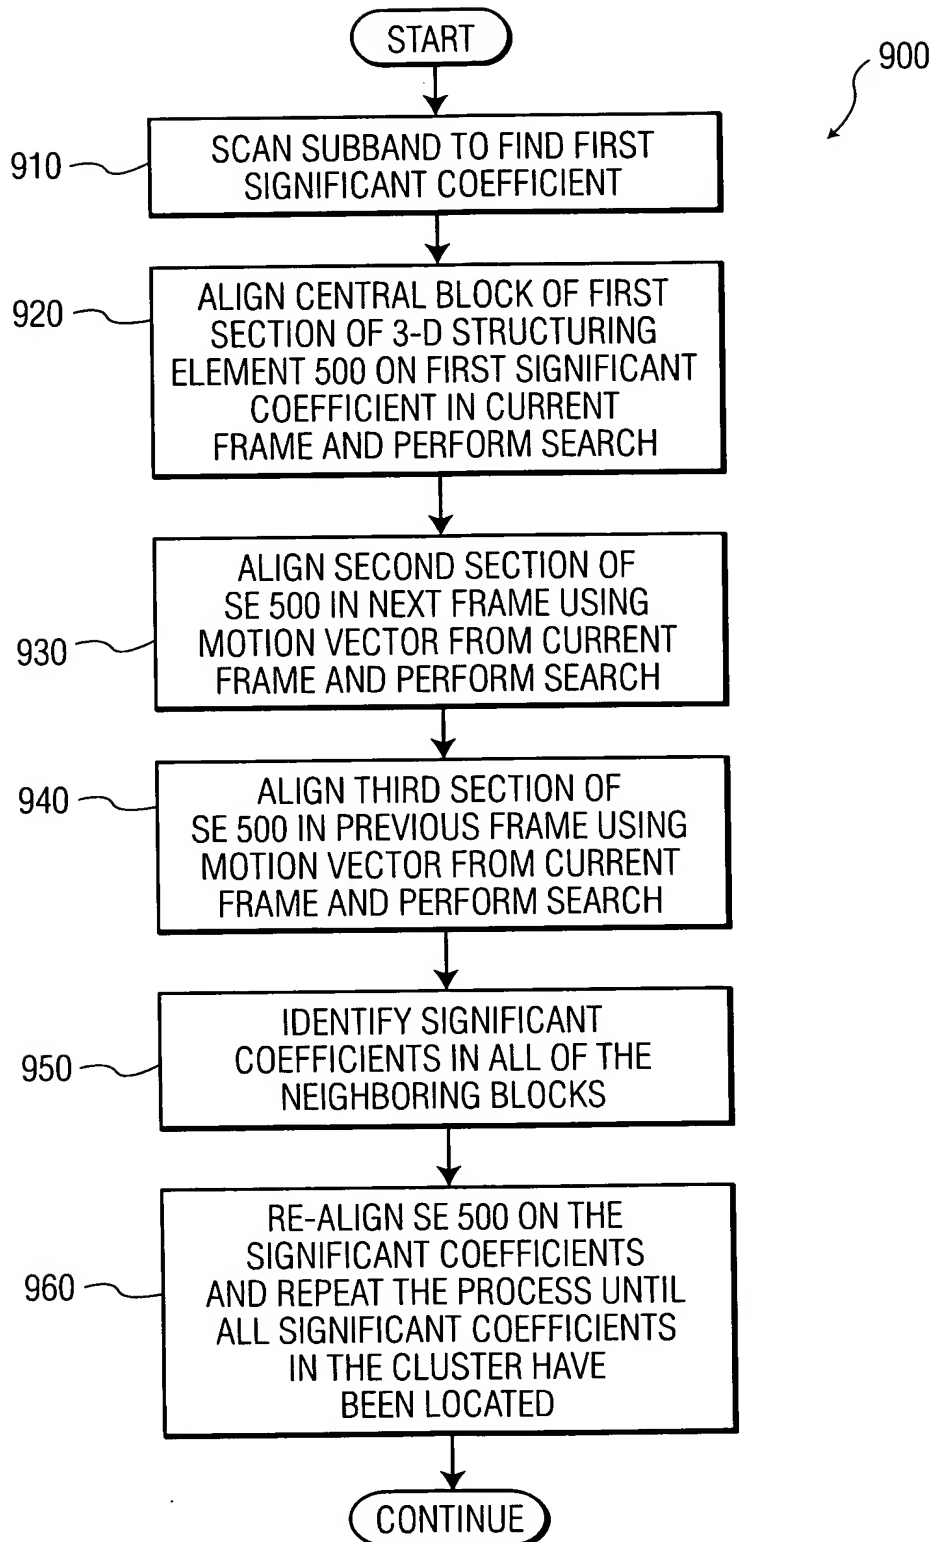 START
900
910
SCAN SUBBAND TO FIND FIRST
SIGNIFICANT COEFFICIENT
920
ALIGN CENTRAL BLOCK OF FIRST
SECTION OF 3-D STRUCTURING
ELEMENT 500 ON FIRST SIGNIFICANT
COEFFICIENT IN CURRENT
FRAME AND PERFORM SEARCH
930
ALIGN SECOND SECTION OF
SE 500 IN NEXT FRAME USING
MOTION VECTOR FROM CURRENT
FRAME AND PERFORM SEARCH
940
ALIGN THIRD SECTION OF
SE 500 IN PREVIOUS FRAME USING
MOTION VECTOR FROM CURRENT
FRAME AND PERFORM SEARCH
950
IDENTIFY SIGNIFICANT
COEFFICIENTS IN ALL OF THE
NEIGHBORING BLOCKS
960
RE-ALIGN SE 500 ON THE
SIGNIFICANT COEFFICIENTS
AND REPEAT THE PROCESS UNTIL
ALL SIGNIFICANT COEFFICIENTS
IN THE CLUSTER HAVE
BEEN LOCATED
CONTINUE